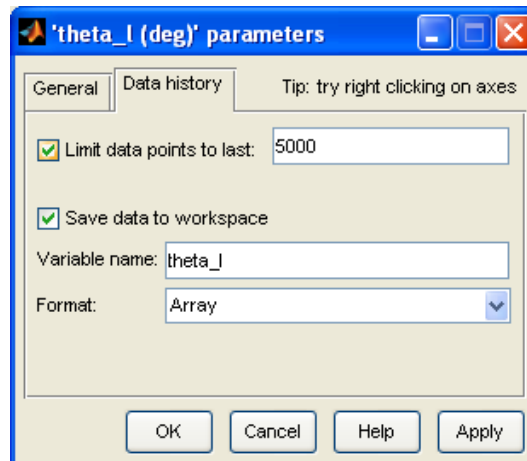 'theta_l (deg)' parameters
General
Data history
Tip: try right clicking on axes
Limit data points to last: 5000
Save data to workspace
Variable name: theta_l
Format: Array
OK Cancel Help Apply